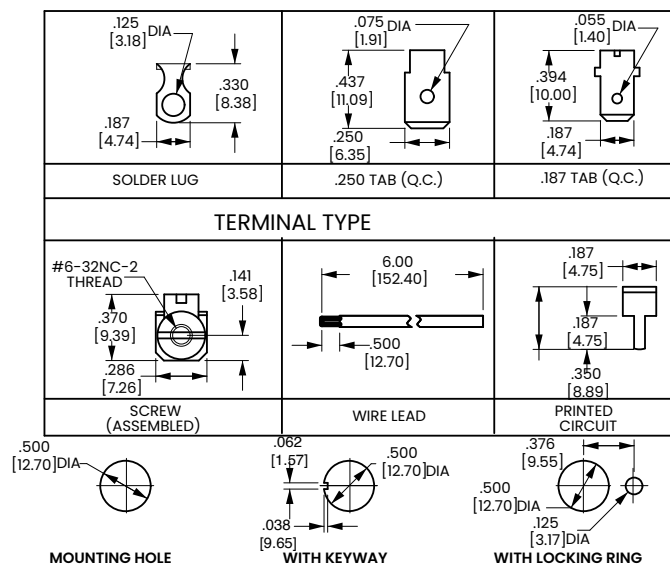 .125
[3.18]
DIA
.330
[8.38]
.187
[4.74]
SOLDER LUG
.075
[1.91]
DIA
.437
[11.09]
.250
[6.35]
.250 TAB (Q.C.)
.055
[1.40]
DIA
.394
[10.00]
.187
[4.74]
.187 TAB (Q.C.)
TERMINAL TYPE
#6-32NC-2
THREAD
.141
[3.58]
.370
[9.39]
.286
[7.26]
SCREW
(ASSEMBLED)
6.00
[152.40]
.500
[12.70]
WIRE LEAD
.187
[4.75]
.187
[4.75]
.350
[8.89]
PRINTED
CIRCUIT
.500
[12.70]DIA
MOUNTING HOLE
.062
[1.57]
.500
[12.70]DIA
.038
[9.65]
WITH KEYWAY
.376
[9.55]
.500
[12.70]DIA
.125
[3.17]DIA
WITH LOCKING RING